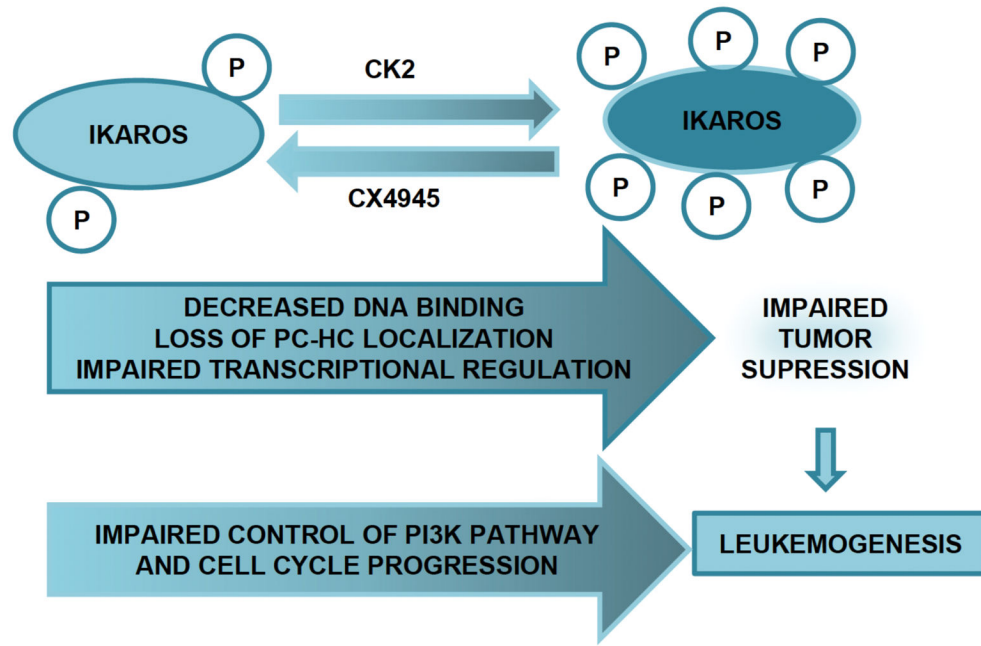 P
CK2
IKAROS
P
CX4945
P
P
P
IKAROS
P
P
P
DECREASED DNA BINDING
LOSS OF PC-HC LOCALIZATION
IMPAIRED TRANSCRIPTIONAL REGULATION
IMPAIRED
TUMOR
SUPRESSION
IMPAIRED CONTROL OF PI3K PATHWAY
AND CELL CYCLE PROGRESSION
LEUKEMOGENESIS